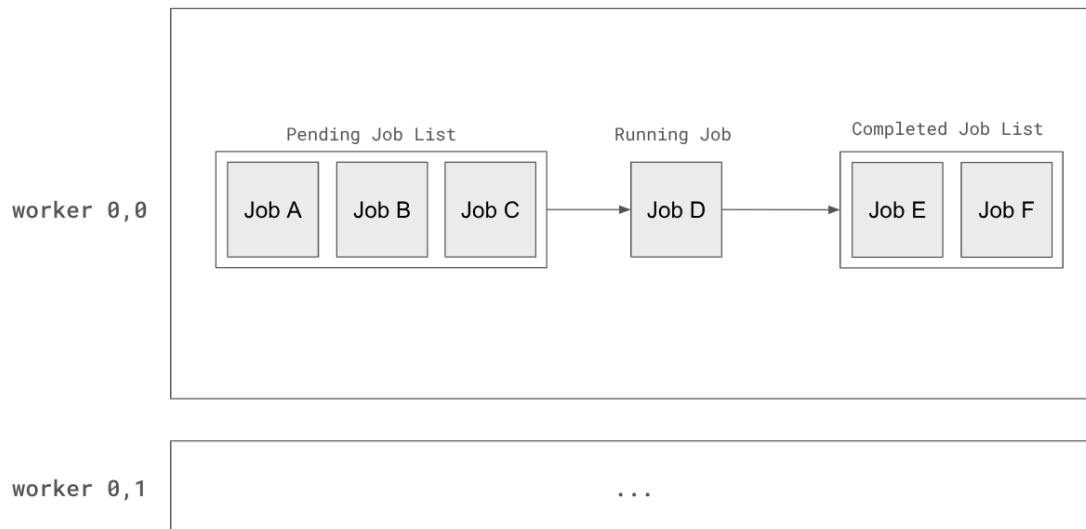 Pending Job List
Running Job
Completed Job List
worker 0,0
Job A
Job B
Job C
Job D
Job E
Job F
worker 0,1
...